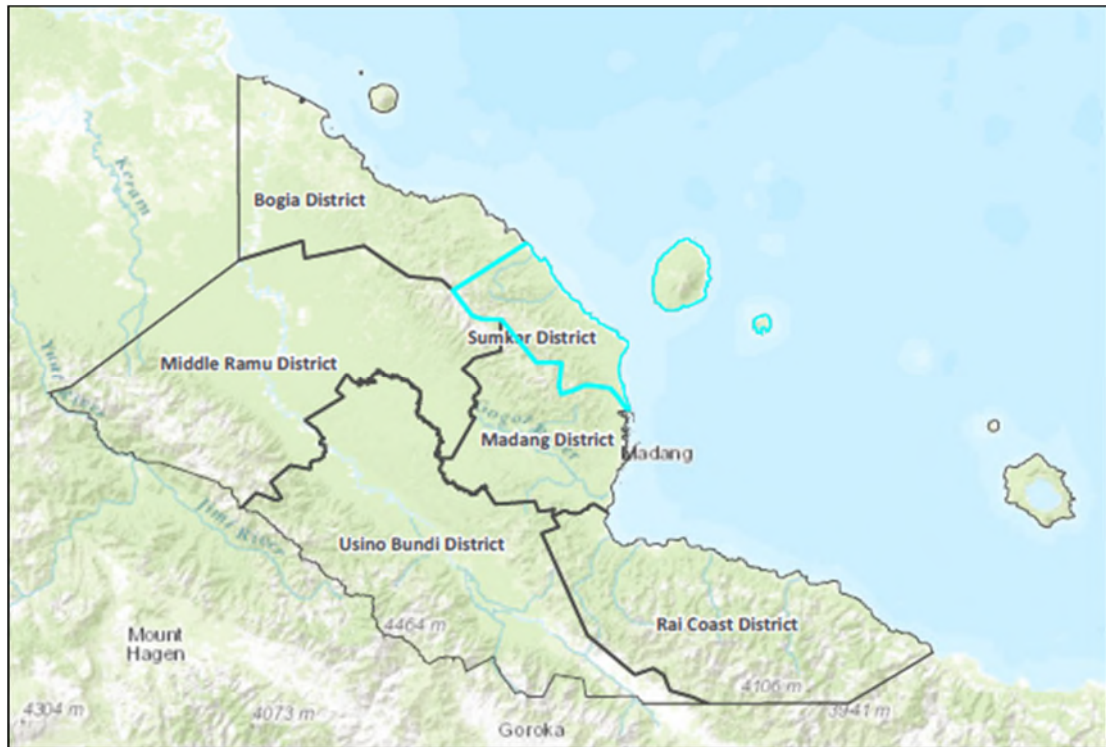 Keram
Bogia District
Sumkar District
Yuat River
Middle Ramu District
Gogol River
Madang District
Madang
Jimi River
Usino Bundi District
4464 m
Rai Coast District
Mount
Hagen
4106 m
4304 m
4073 m
3941 m
Goroka